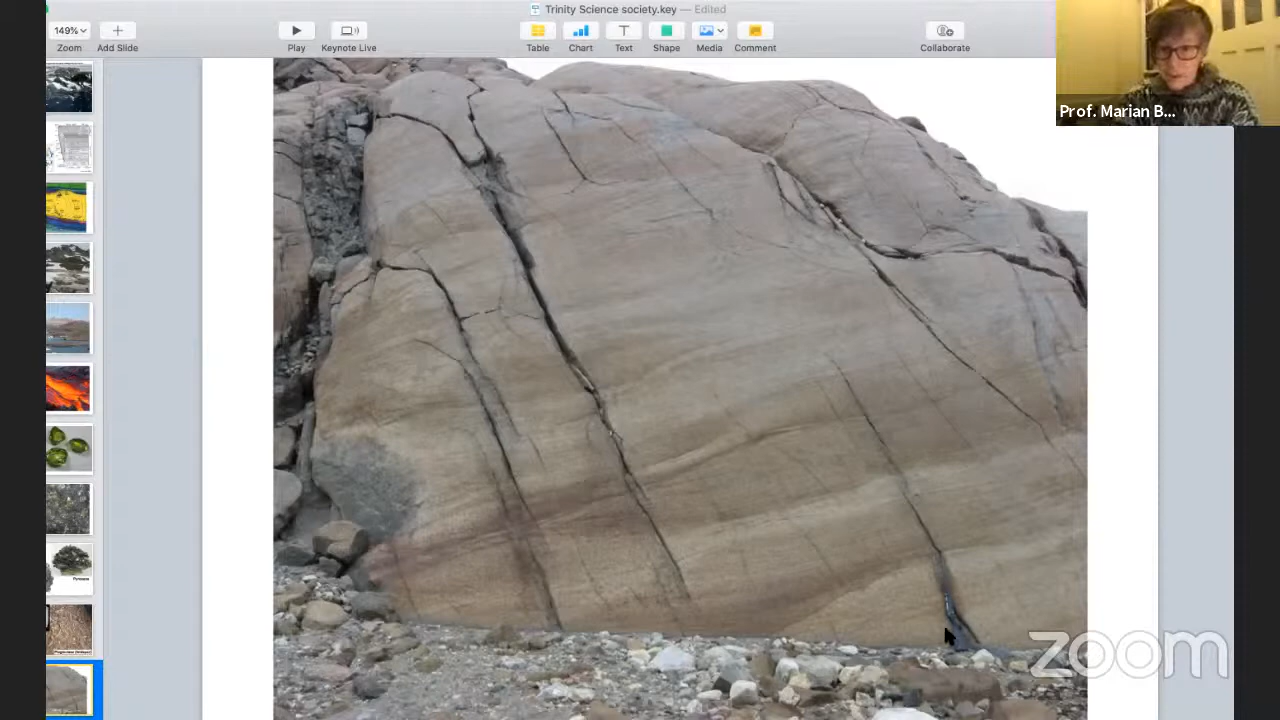 Trinity Science society.key — Edited
149%
Zoom
Add Slide
Play
Keynote Live
Table
Chart
Text
Shape
Media
Comment
Collaborate
Prof. Marian B...
zoom